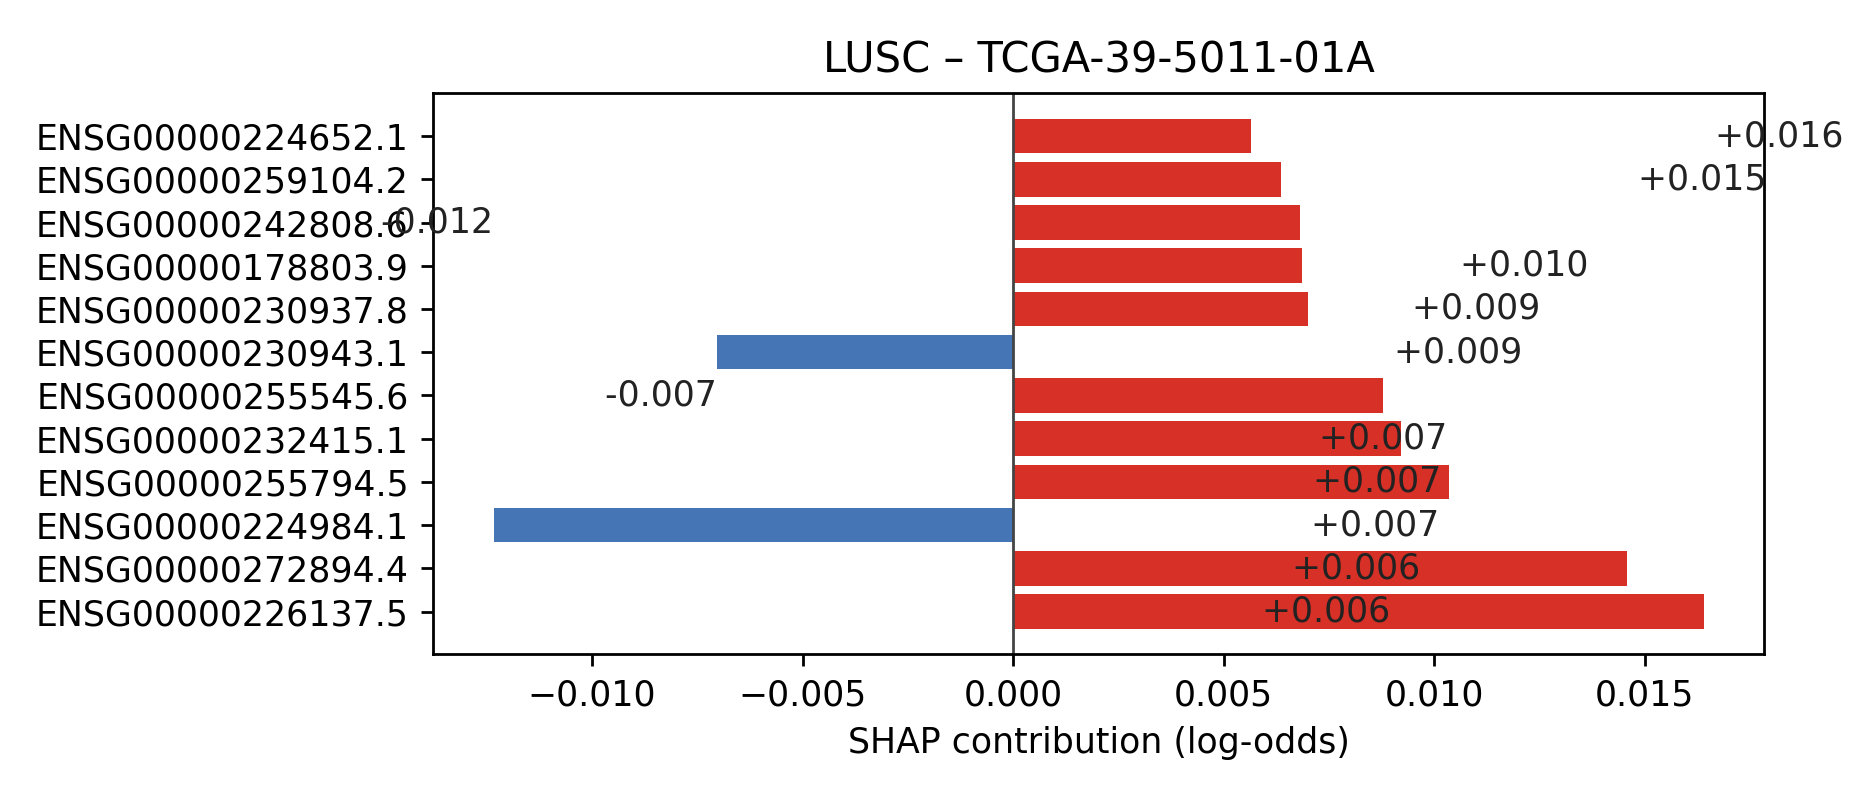 LUSC – TCGA-39-5011-01A
ENSG00000224652.1 +0.016
ENSG00000259104.2 +0.015
ENSG00000242808.6 -0.012
ENSG00000178803.9 +0.010
ENSG00000230937.8 +0.009
ENSG00000230943.1 +0.009
ENSG00000255545.6 -0.007
ENSG00000232415.1 +0.007
ENSG00000255794.5 +0.007
ENSG00000224984.1 +0.007
ENSG00000272894.4 +0.006
ENSG00000226137.5 +0.006
−0.010 −0.005 0.000 0.005 0.010 0.015
SHAP contribution (log-odds)